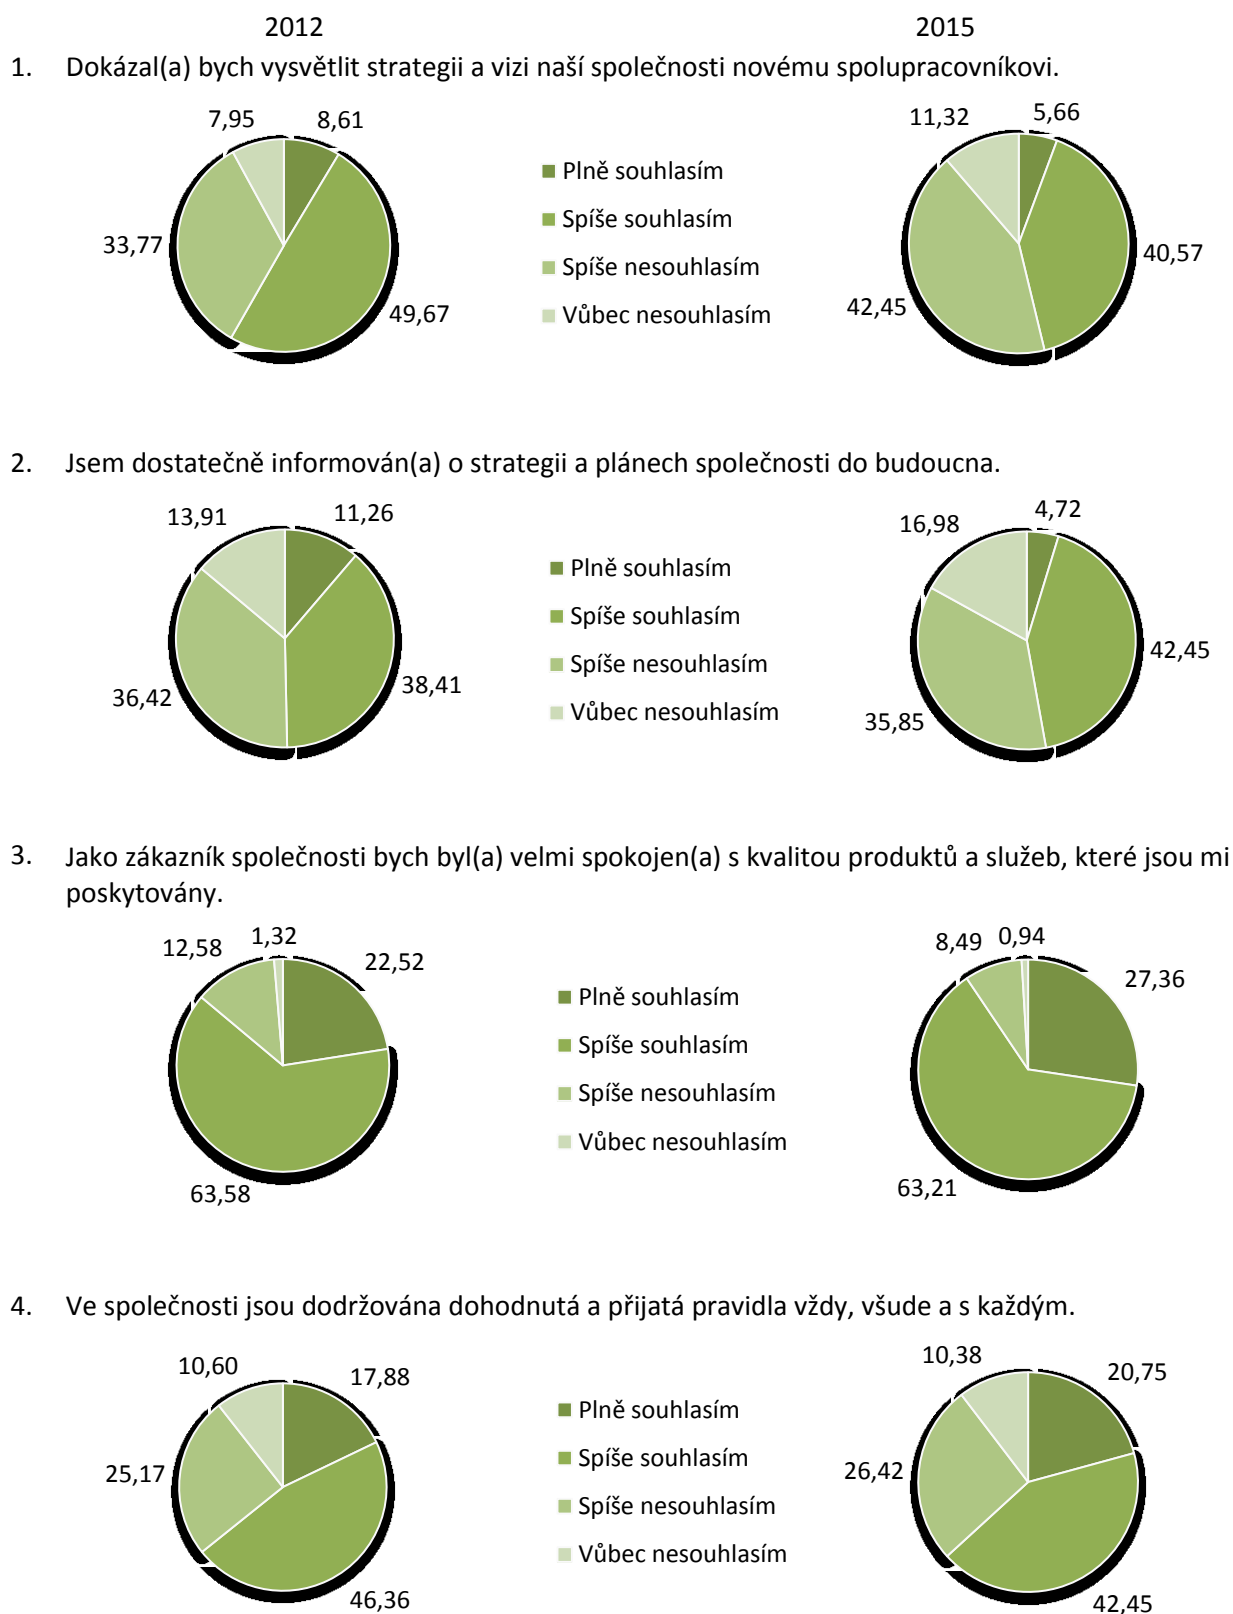 2012 2015
1. Dokázal(a) bych vysvětlit strategii a vizi naší společnosti novému spolupracovníkovi.
7,95 8,61 11,32 5,66
Plně souhlasím
Spíše souhlasím
33,77 40,57
Spíše nesouhlasím
49,67 42,45
Vůbec nesouhlasím
2. Jsem dostatečně informován(a) o strategii a plánech společnosti do budoucna.
13,91 11,26 16,98 4,72
Plně souhlasím
Spíše souhlasím
42,45
Spíše nesouhlasím
36,42 38,41
Vůbec nesouhlasím
35,85
3. Jako zákazník společnosti bych byl(a) velmi spokojen(a) s kvalitou produktů a služeb, které jsou mi
poskytovány.
12,58 1,32 22,52 8,49 0,94 27,36
Plně souhlasím
Spíše souhlasím
Spíše nesouhlasím
Vůbec nesouhlasím
63,58 63,21
4. Ve společnosti jsou dodržována dohodnutá a přijatá pravidla vždy, všude a s každým.
10,60 17,88 10,38 20,75
Plně souhlasím
Spíše souhlasím
25,17 26,42
Spíše nesouhlasím
Vůbec nesouhlasím
46,36 42,45